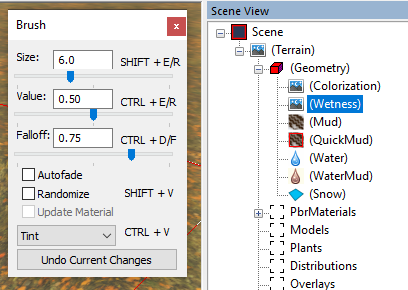 Brush
Size: 6.0 SHIFT + E/R
Value: 0.50 CTRL + E/R
Falloff: 0.75 CTRL + D/F
Autofade
Randomize SHIFT + V
Update Material
Tint CTRL + V
Undo Current Changes
Scene View
Scene
(Terrain)
(Geometry)
(Colorization)
(Wetness)
(Mud)
(QuickMud)
(Water)
(WaterMud)
(Snow)
PbrMaterials
Models
Plants
Distributions
Overlays